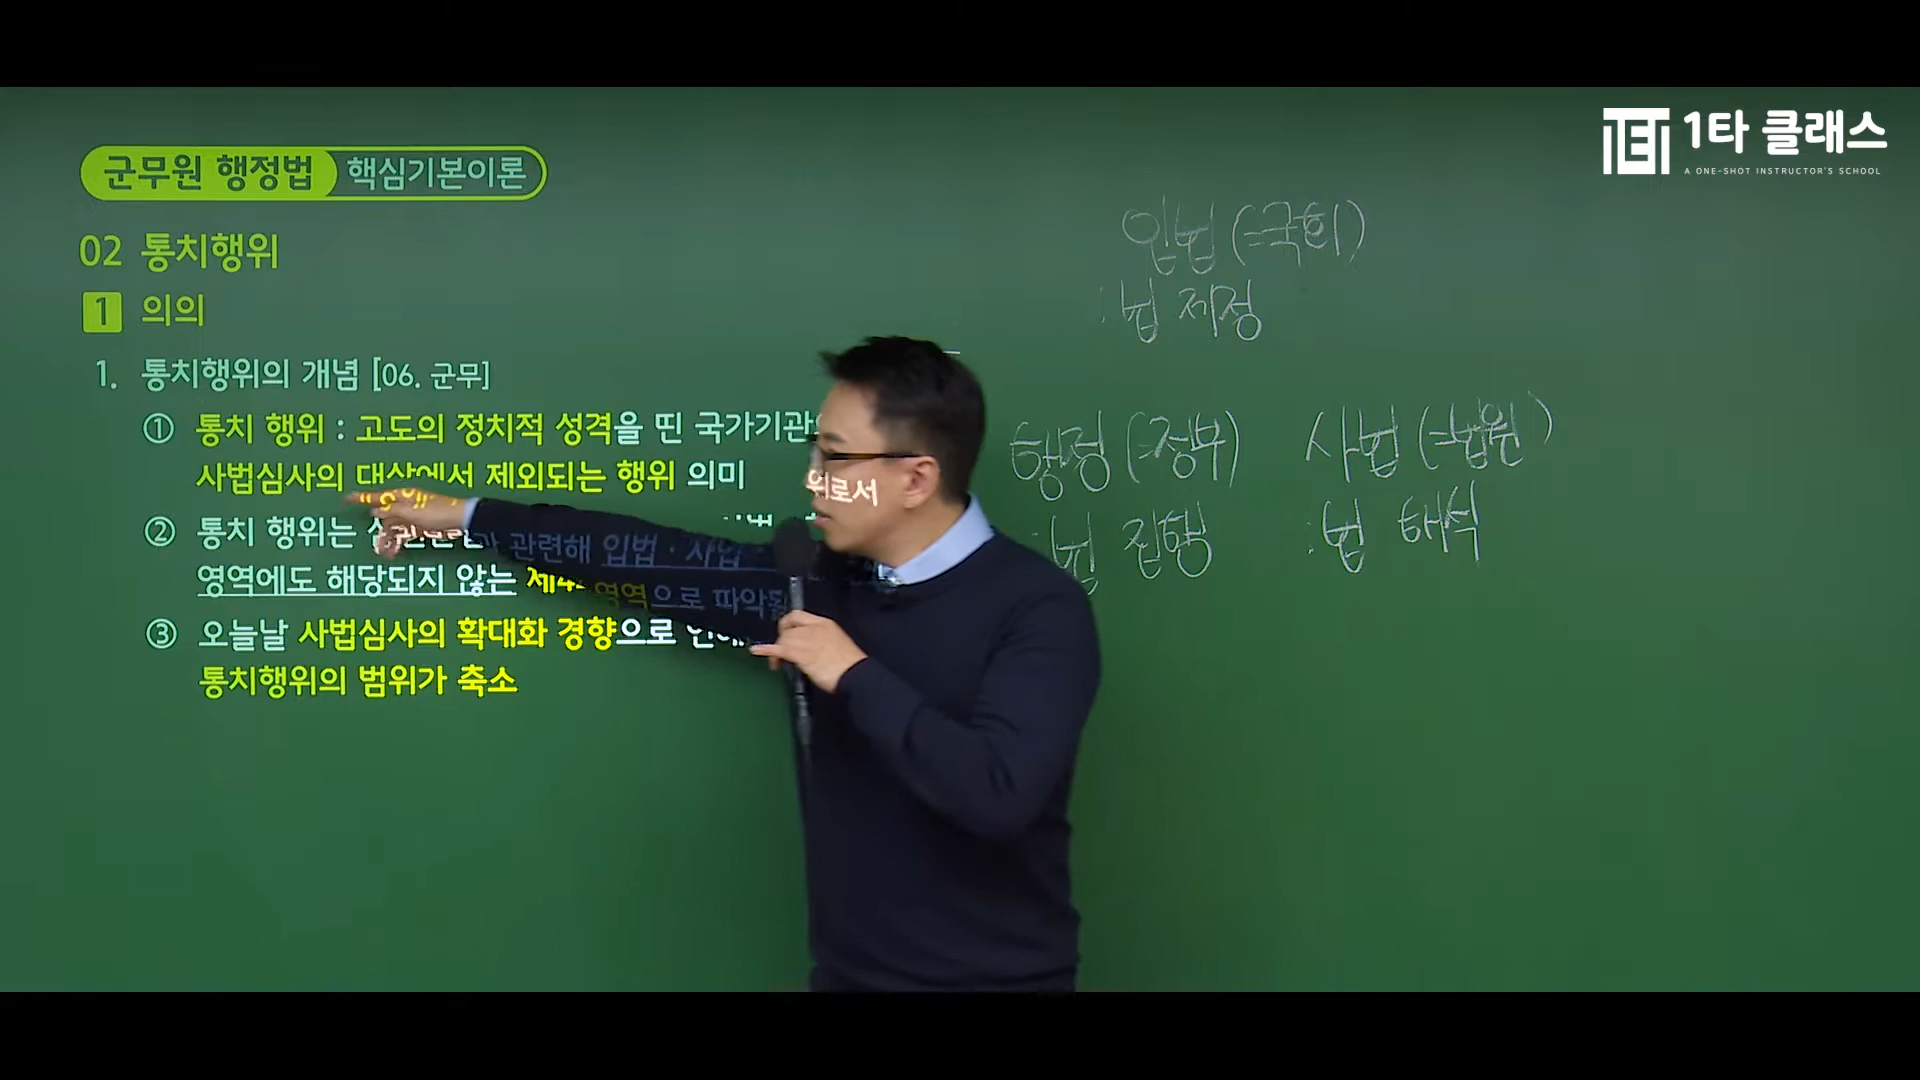 1타 클래스
A ONE-SHOT INSTRUCTOR'S SCHOOL
군무원 행정법 핵심기본이론
02 통치행위
1 의의
1. 통치행위의 개념 [06. 군무]
① 통치 행위 : 고도의 정치적 성격을 띤 국가기관의 위로서
사법심사의 대상에서 제외되는 행위 의미
② 통치 행위는 관련해 입법 · 사법 ·
영역에도 해당되지 않는 제4 영역으로 파악됨
③ 오늘날 사법심사의 확대화 경향으로 인해
통치행위의 범위가 축소
입법 (=국회)
: 법 제정
행정 (=정부)
: 법 집행
사법 (=법원)
: 법 해석